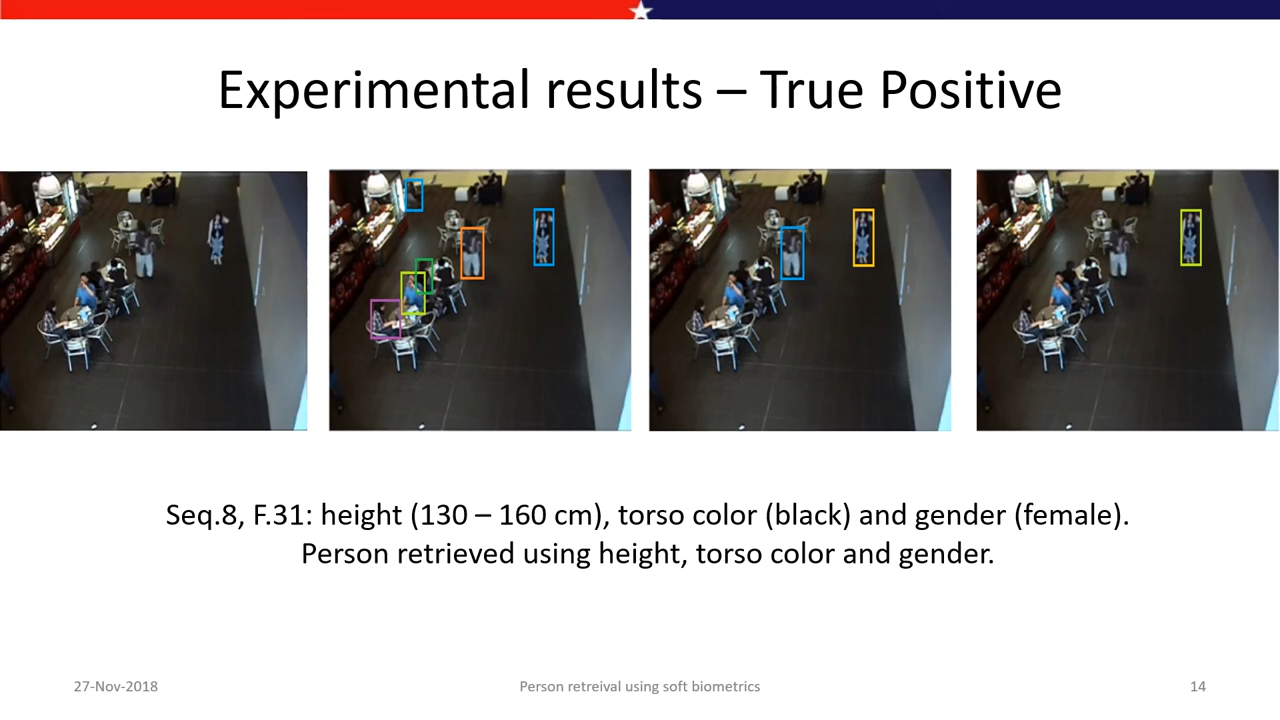 Experimental results – True Positive
Seq.8, F.31: height (130 – 160 cm), torso color (black) and gender (female).
Person retrieved using height, torso color and gender.
27-Nov-2018
Person retreival using soft biometrics
14